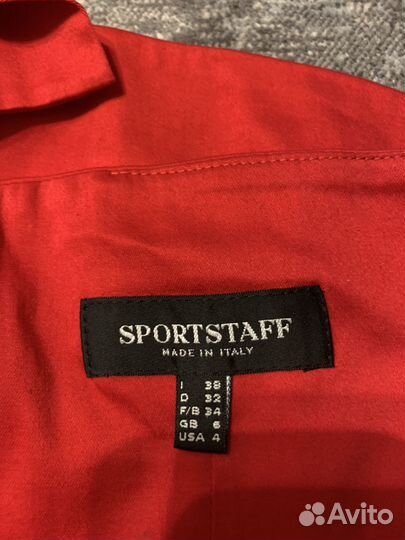 SPORTSTAFF
MADE IN ITALY
I 38
D 32
F/B 34
GB 6
USA 4
Avito